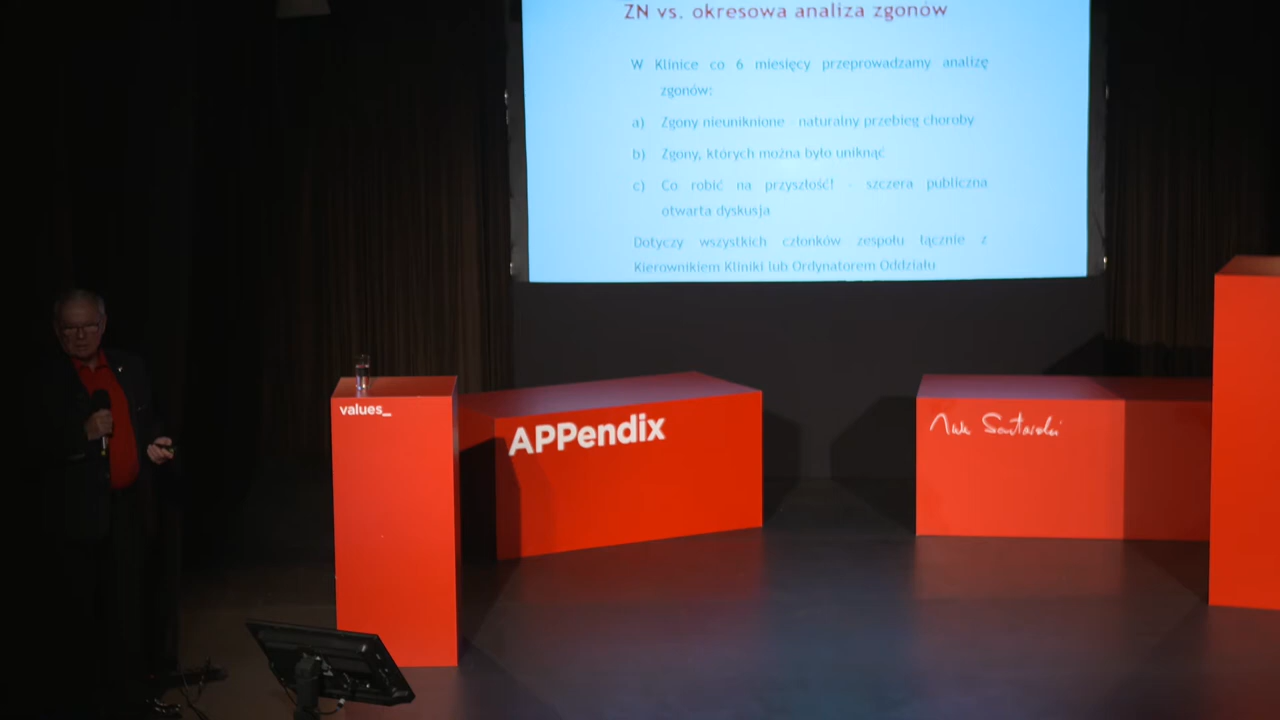 ZN vs. okresowa analiza zgonów
W Klinice co 6 miesięcy przeprowadzamy analizę
zgonów:
a) Zgony nieuniknione - naturalny przebieg choroby
b) Zgony, których można było uniknąć
c) Co robić na przyszłość! - szczera publiczna
otwarta dyskusja
Dotyczy wszystkich członków zespołu łącznie z
Kierownikiem Kliniki lub Ordynatorem Oddziału
values_
APPendix